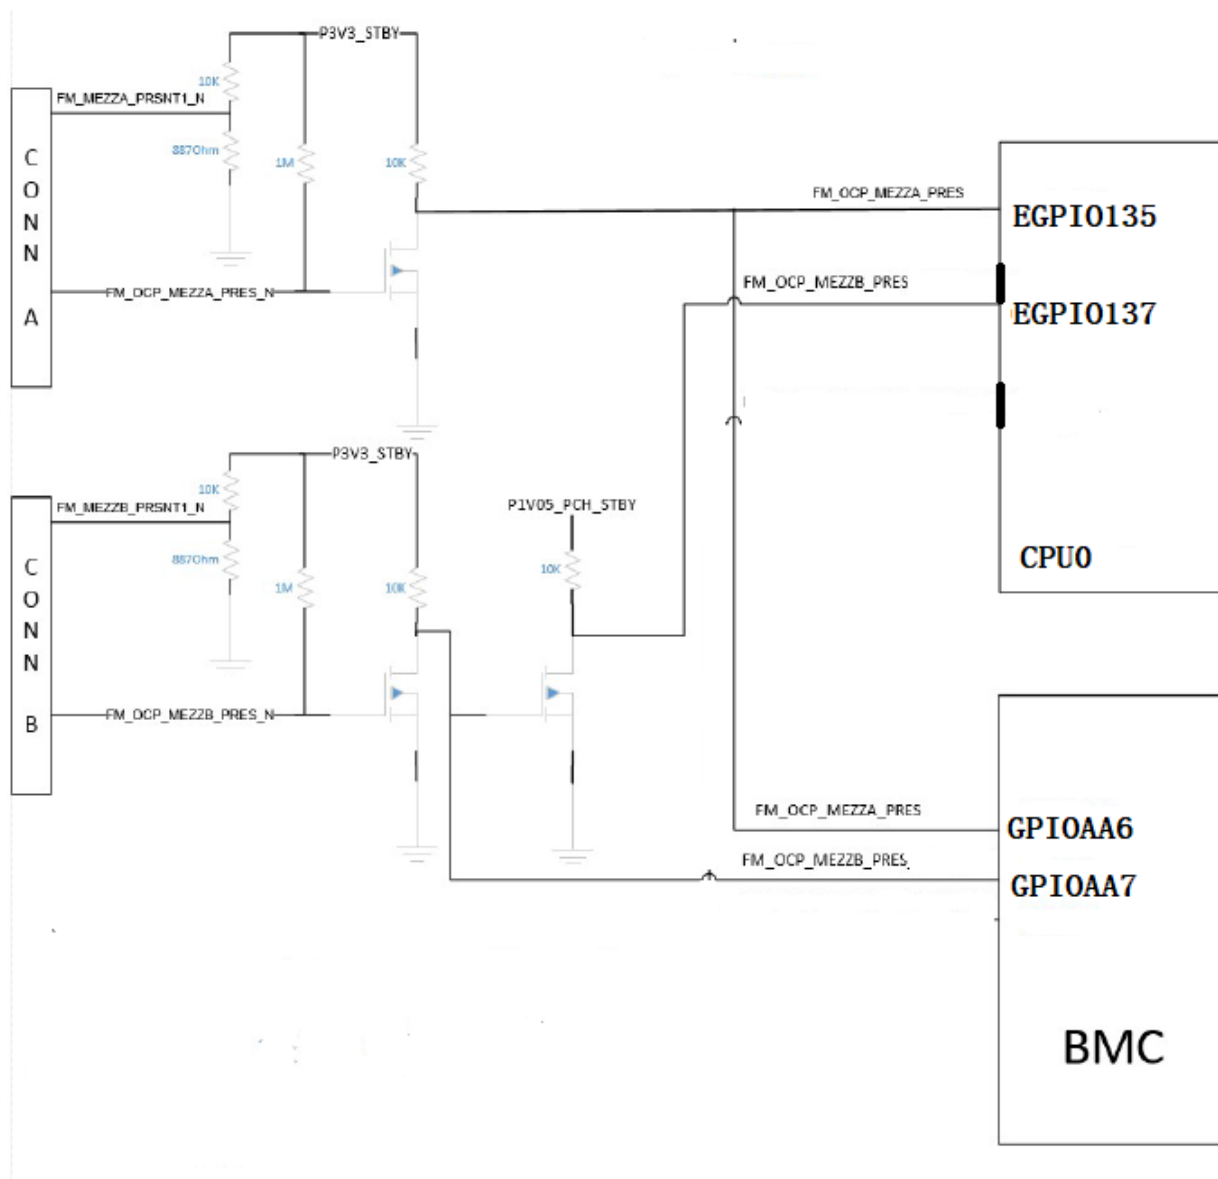 P3V3_STBY
10K
FM_MEZZA_PRSNT1_N
887Ohm
1M
10K
C
O
N
N
A
FM_OCP_MEZZA_PRES_N
FM_OCP_MEZZA_PRES
EGPIO135
FM_OCP_MEZZB_PRES
EGPIO137
CPU0
P3V3_STBY
10K
FM_MEZZB_PRSNT1_N
887Ohm
1M
10K
C
O
N
N
B
FM_OCP_MEZZB_PRES_N
P1V05_PCH_STBY
10K
FM_OCP_MEZZA_PRES
GPIOAA6
FM_OCP_MEZZB_PRES
GPIOAA7
BMC